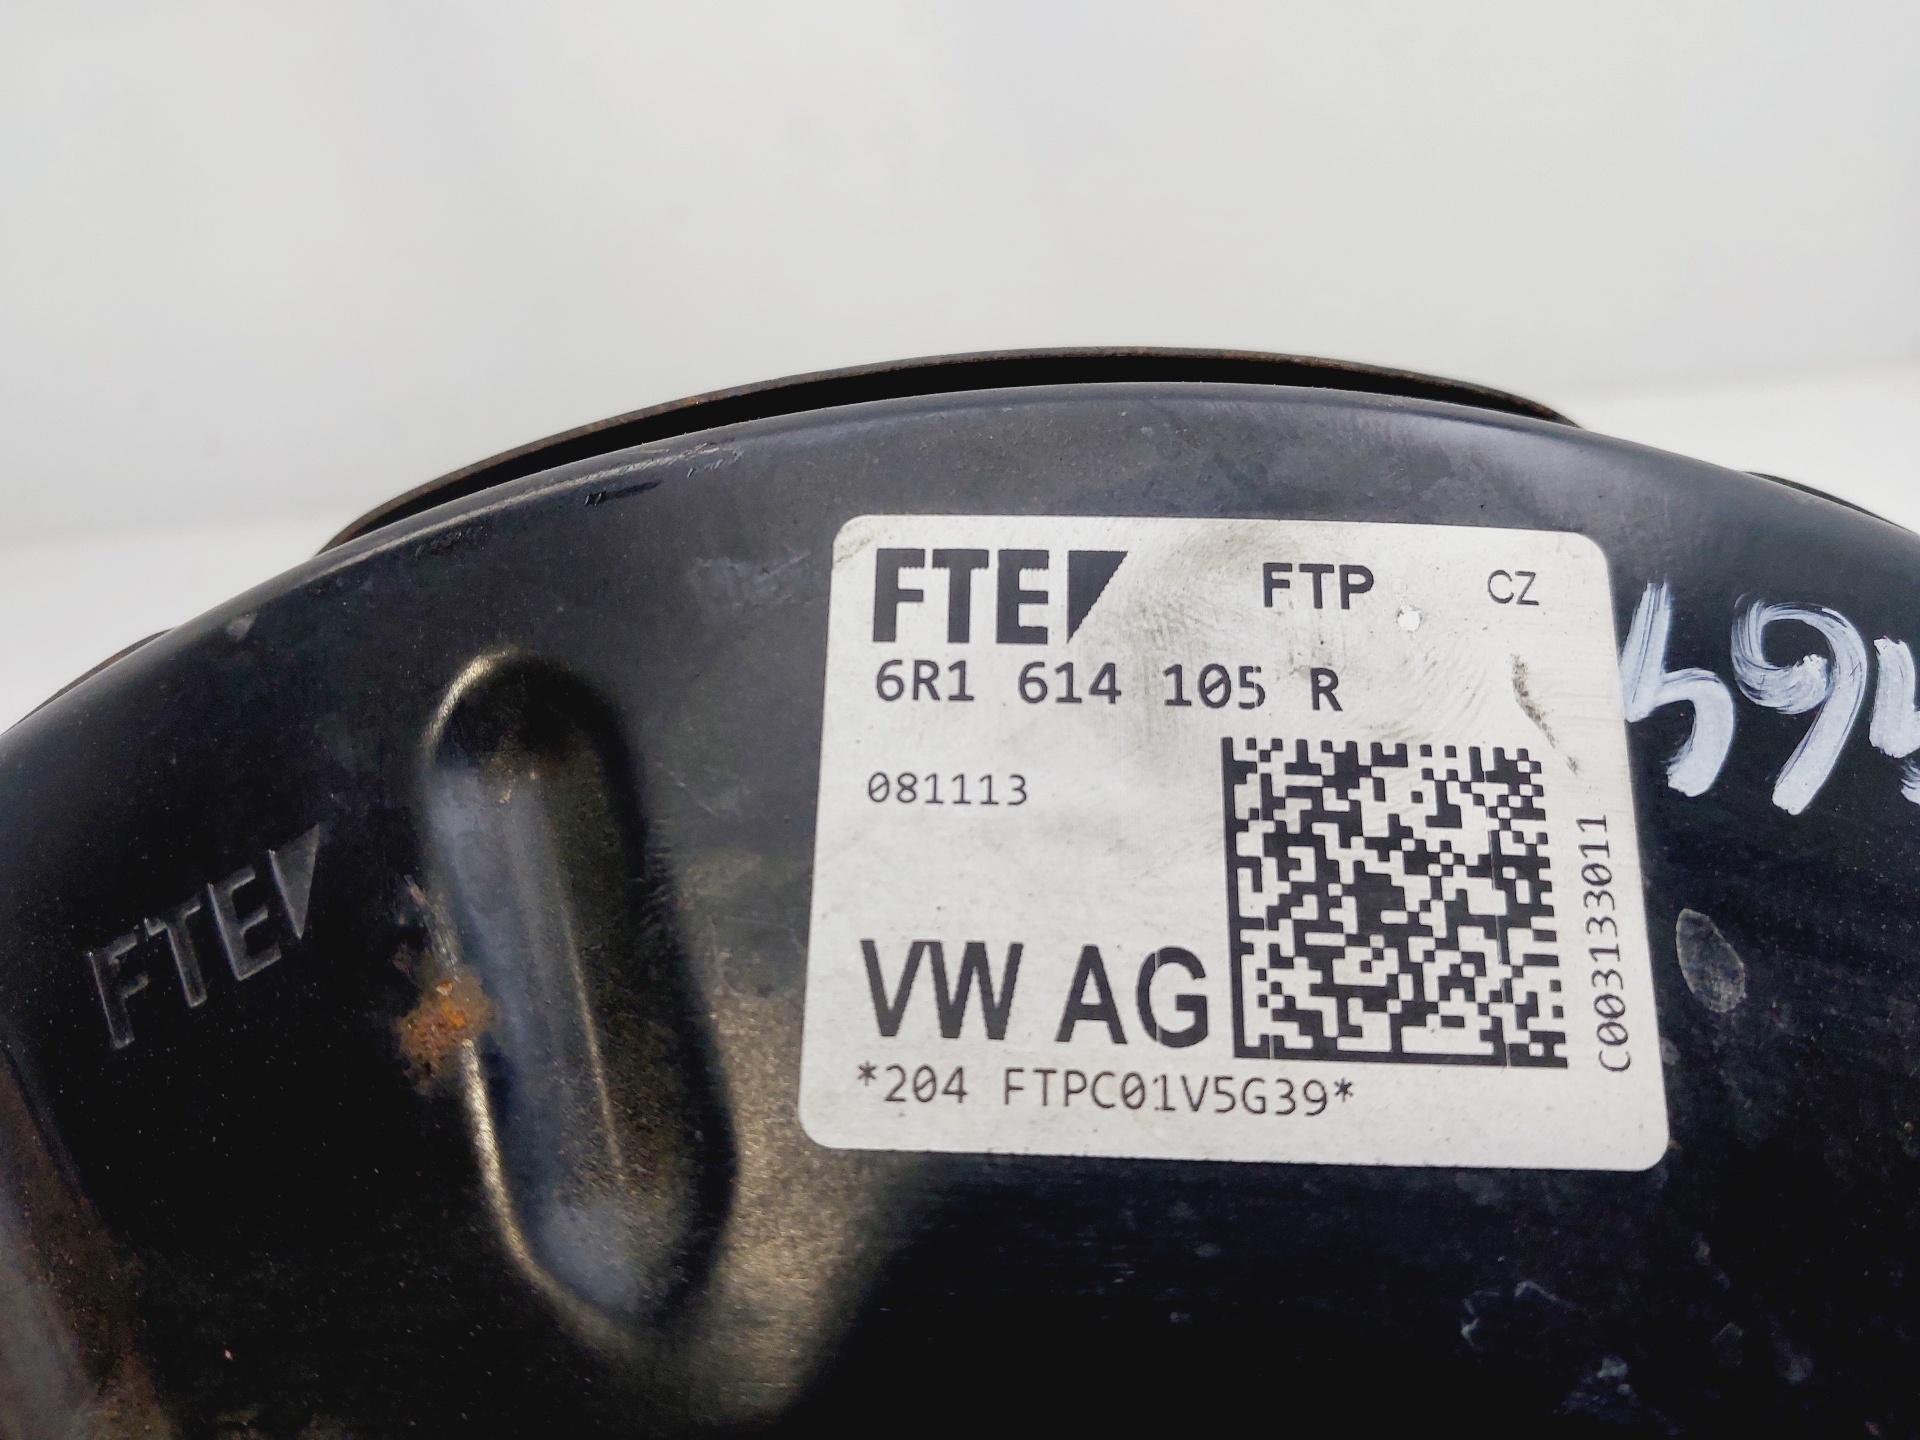 FTE FTP CZ
6R1 614 105 R
081113
VW AG
*204 FTPC01V5G39*
C003133011
FTE